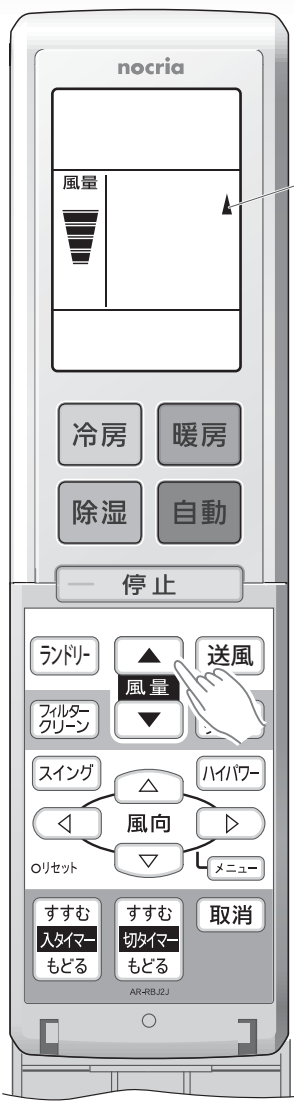 nocria
風量
冷房
暖房
除湿
自動
停止
ランドリー
風量
送風
フィルター
クリーン
スイング
ハイパワー
風向
リセット
メニュー
すすむ
入タイマー
もどる
すすむ
切タイマー
もどる
取消
AR-RBJ2J